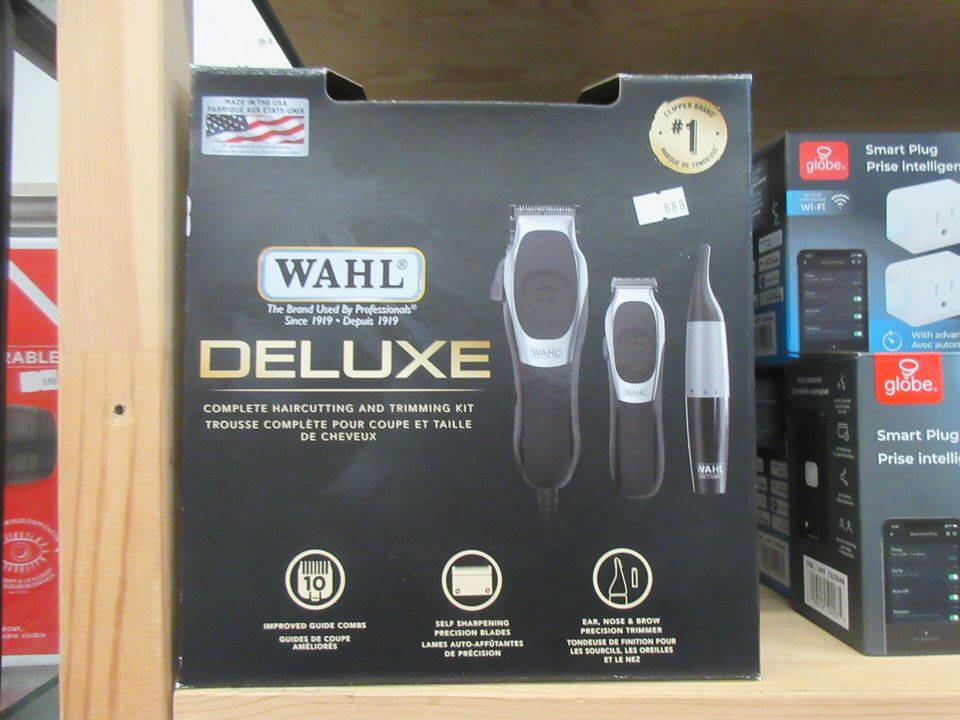 MADE IN THE USA
FABRIQUÉ AUX ÉTATS-UNIS
CLIPPER BRAND
#1
MARQUE DE TONDEUSE
888
WAHL®
The Brand Used By Professionals®
Since 1919 • Depuis 1919
DELUXE
COMPLETE HAIRCUTTING AND TRIMMING KIT
TROUSSE COMPLÈTE POUR COUPE ET TAILLE
DE CHEVEUX
WAHL
WAHL
WAHL
10
IMPROVED GUIDE COMBS
GUIDES DE COUPE
AMÉLIORÉS
SELF SHARPENING
PRECISION BLADES
LAMES AUTO-AFFÛTANTES
DE PRÉCISION
EAR, NOSE & BROW
PRECISION TRIMMER
TONDEUSE DE FINITION POUR
LES SOURCILS, LES OREILLES
ET LE NEZ
globe
Smart Plug
Prise intelligen
Wi-Fi
With advan
Avec autom
globe
Smart Plug
Prise intelli
RABLE